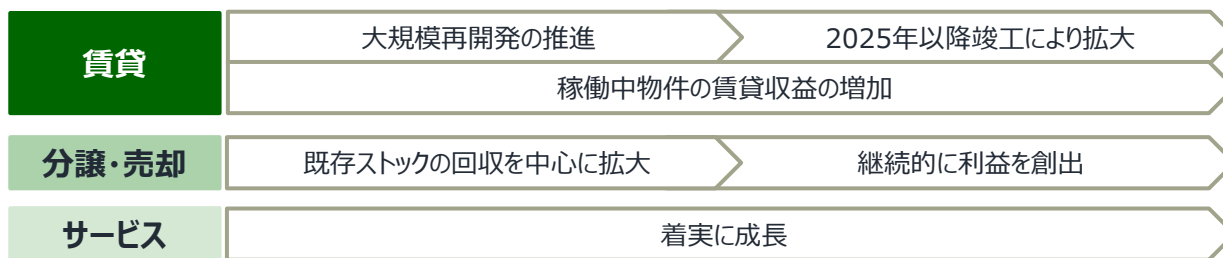 賃貸
大規模再開発の推進
2025年以降竣工により拡大
稼働中物件の賃貸収益の増加
分譲・売却
既存ストックの回収を中心に拡大
継続的に利益を創出
サービス
着実に成長